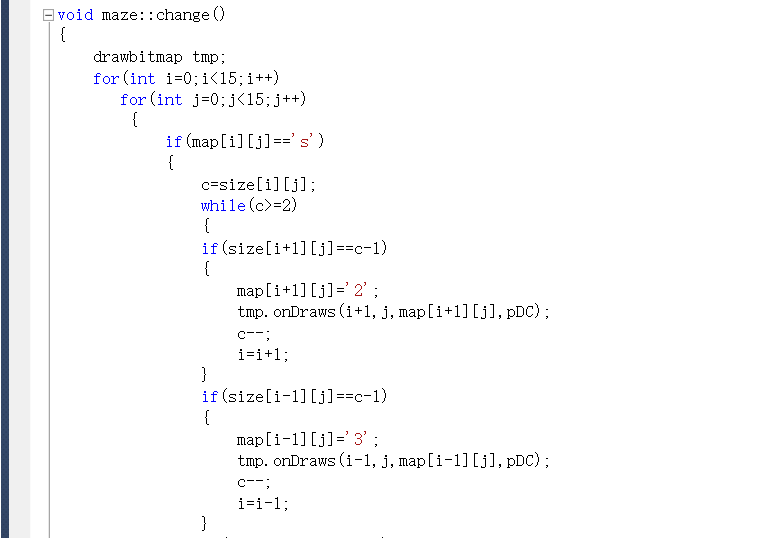 void maze::change()
{
drawbitmap tmp;
for(int i=0;i<15;i++)
for(int j=0;j<15;j++)
{
if(map[i][j]=='s')
{
c=size[i][j];
while(c>=2)
{
if(size[i+1][j]==c-1)
{
map[i+1][j]='2';
tmp.onDraws(i+1,j,map[i+1][j],pDC);
c--;
i=i+1;
}
if(size[i-1][j]==c-1)
{
map[i-1][j]='3';
tmp.onDraws(i-1,j,map[i-1][j],pDC);
c--;
i=i-1;
}